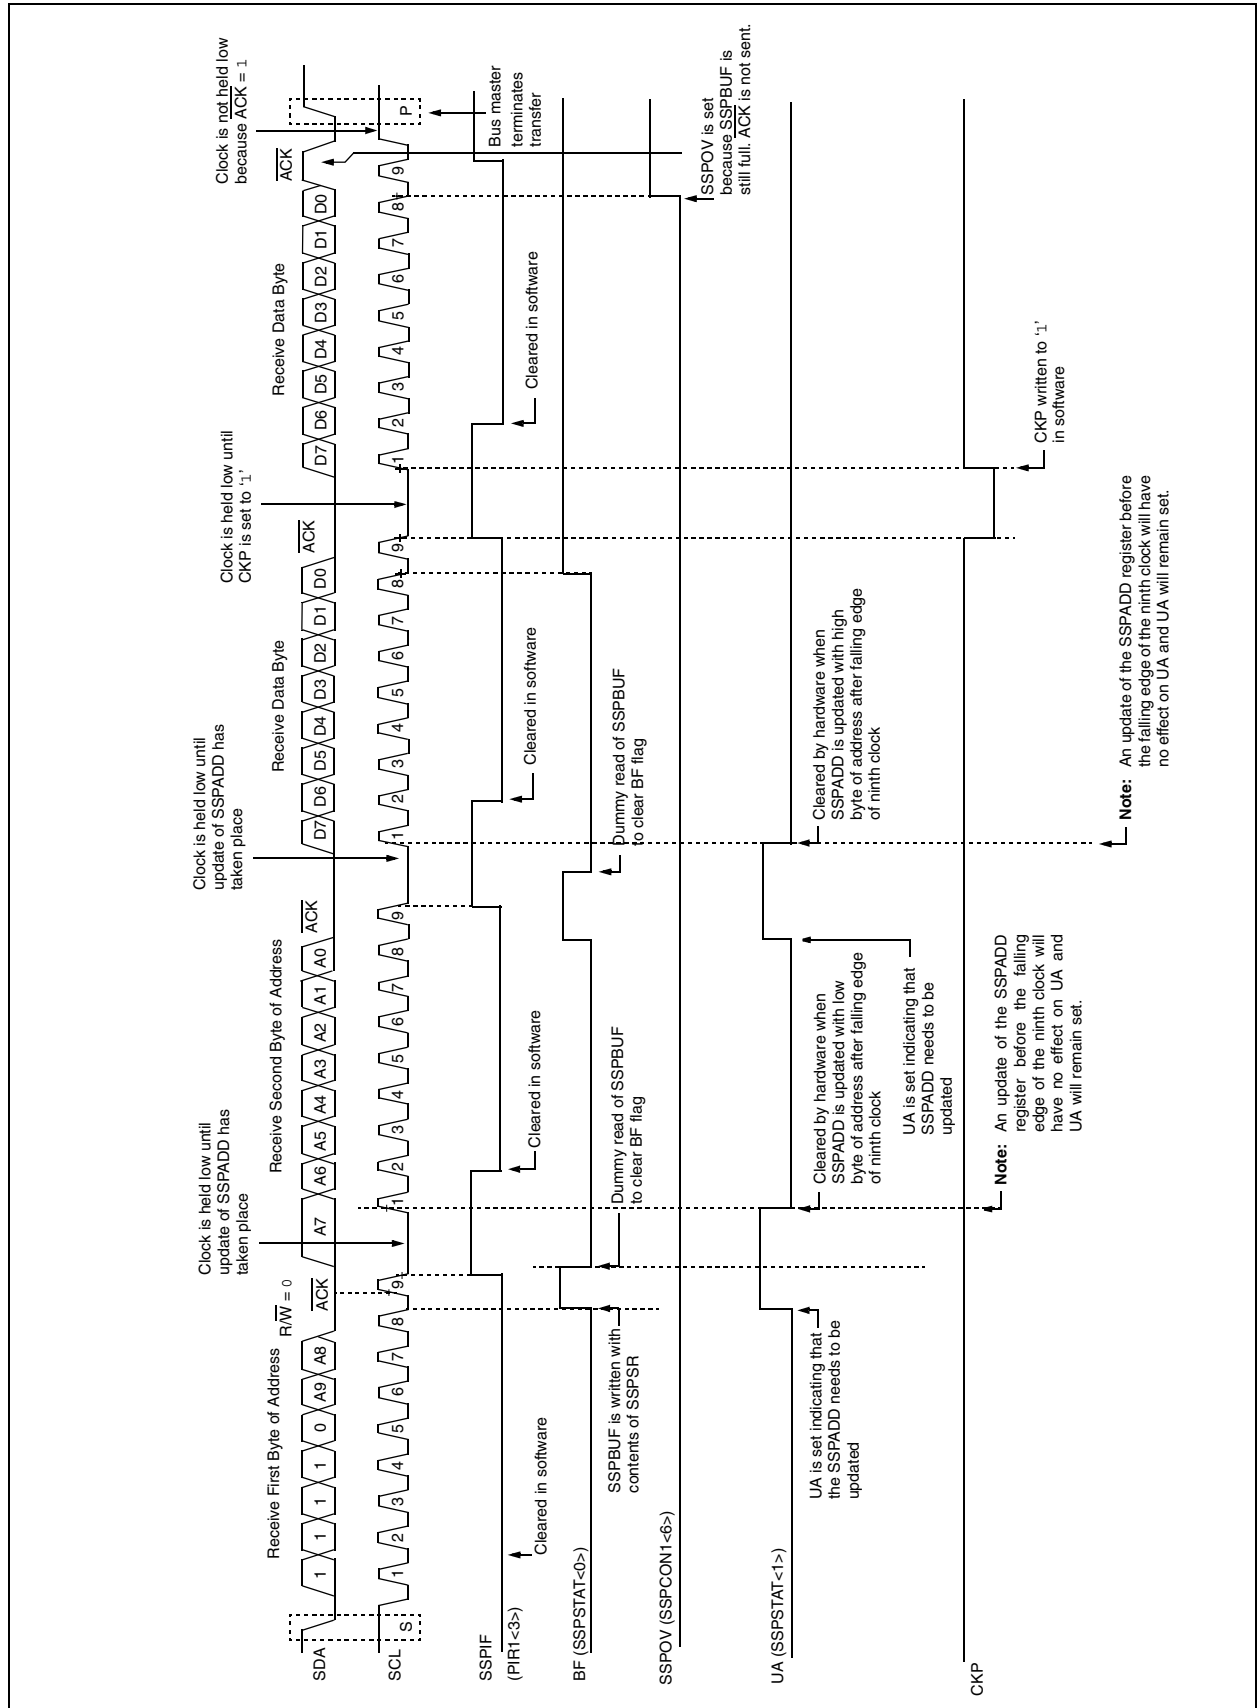 Receive First Byte of Address
R/W = 0
ACK
Clock is held low until
update of SSPADD has
taken place
Receive Second Byte of Address
ACK
Clock is held low until
update of SSPADD has
taken place
Receive Data Byte
ACK
Clock is held low until
CKP is set to ‘1’
Receive Data Byte
ACK
Clock is not held low
because ACK = 1
SDA
1 1 1 1 0 A9 A8
A7 A6 A5 A4 A3 A2 A1 A0
D7 D6 D5 D4 D3 D2 D1 D0
D7 D6 D5 D4 D3 D2 D1 D0
SCL
S
1 2 3 4 5 6 7 8 9
1 2 3 4 5 6 7 8 9
1 2 3 4 5 6 7 8 9
1 2 3 4 5 6 7 8 9
P
Bus master
terminates
transfer
SSPIF
(PIR1<3>)
Cleared in software
Cleared in software
Cleared in software
Cleared in software
BF (SSPSTAT<0>)
SSPBUF is written with
contents of SSPSR
Dummy read of SSPBUF
to clear BF flag
Dummy read of SSPBUF
to clear BF flag
SSPOV (SSPCON1<6>)
SSPOV is set
because SSPBUF is
still full. ACK is not sent.
UA (SSPSTAT<1>)
UA is set indicating that
the SSPADD needs to be
updated
Cleared by hardware when
SSPADD is updated with low
byte of address after falling edge
of ninth clock
UA is set indicating that
SSPADD needs to be
updated
Cleared by hardware when
SSPADD is updated with high
byte of address after falling edge
of ninth clock
CKP
Note: An update of the SSPADD
register before the falling
edge of the ninth clock will
have no effect on UA and
UA will remain set.
Note: An update of the SSPADD register before
the falling edge of the ninth clock will have
no effect on UA and UA will remain set.
CKP written to ‘1’
in software